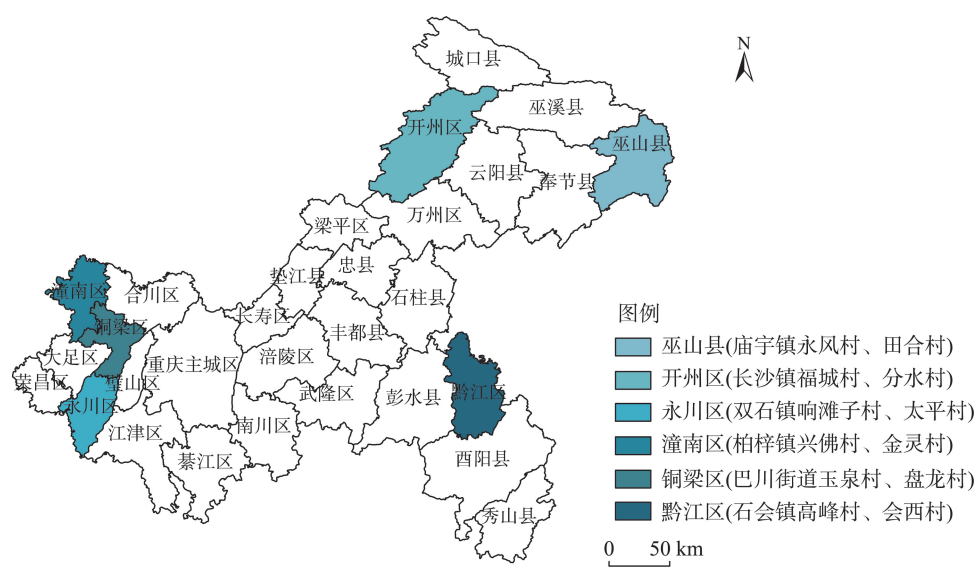 城口县
N
巫溪县
开州区
巫山县
云阳县
奉节县
万州区
梁平区
忠县
垫江县
潼南区
合川区
石柱县
图例
长寿区
铜梁区
丰都县
巫山县(庙宇镇永风村、田合村)
大足区
重庆主城区
涪陵区
开州区(长沙镇福城村、分水村)
荣昌区
璧山区
武隆区
彭水县
黔江区
永川区
永川区(双石镇响滩子村、太平村)
江津区
南川区
潼南区(柏梓镇兴佛村、金灵村)
綦江区
酉阳县
铜梁区(巴川街道玉泉村、盘龙村)
秀山县
黔江区(石会镇高峰村、会西村)
0 50 km